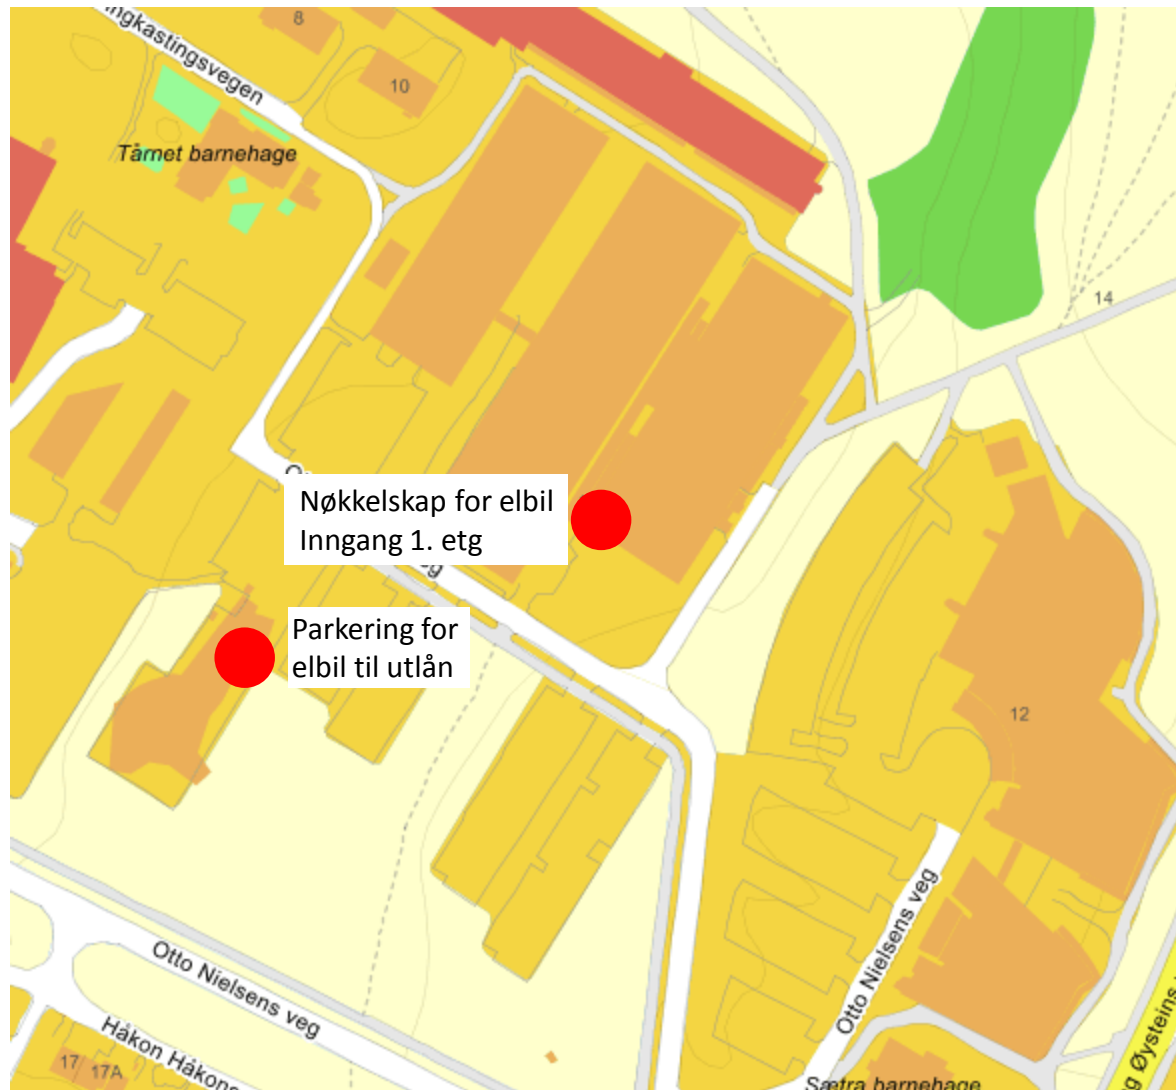 ngkastingsvegen
8
10
Tårnet barnehage
14
Nøkkelskap for elbil
Inngang 1. etg
Parkering for
elbil til utlån
12
Otto Nielsens veg
Otto Nielsens veg
Håkon Håkons
17
17A
Sætra barnehage
g Øysteins